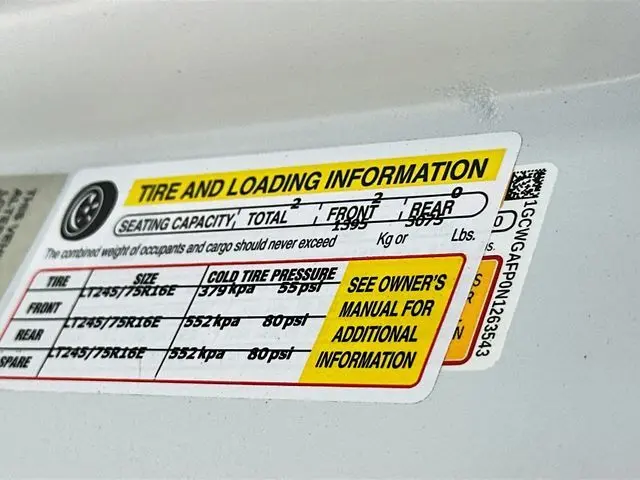 TIRE AND LOADING INFORMATION
SEATING CAPACITY TOTAL 2 FRONT 2 REAR 0
The combined weight of occupants and cargo should never exceed 1395 Kg or 3075 Lbs.
TIRE SIZE COLD TIRE PRESSURE
FRONT LT245/75R16E 379kpa 55psi
REAR LT245/75R16E 552kpa 80psi
SPARE LT245/75R16E 552kpa 80psi
SEE OWNER'S
MANUAL FOR
ADDITIONAL
INFORMATION
1GCWGAFP0N1263543
THIS VEHI